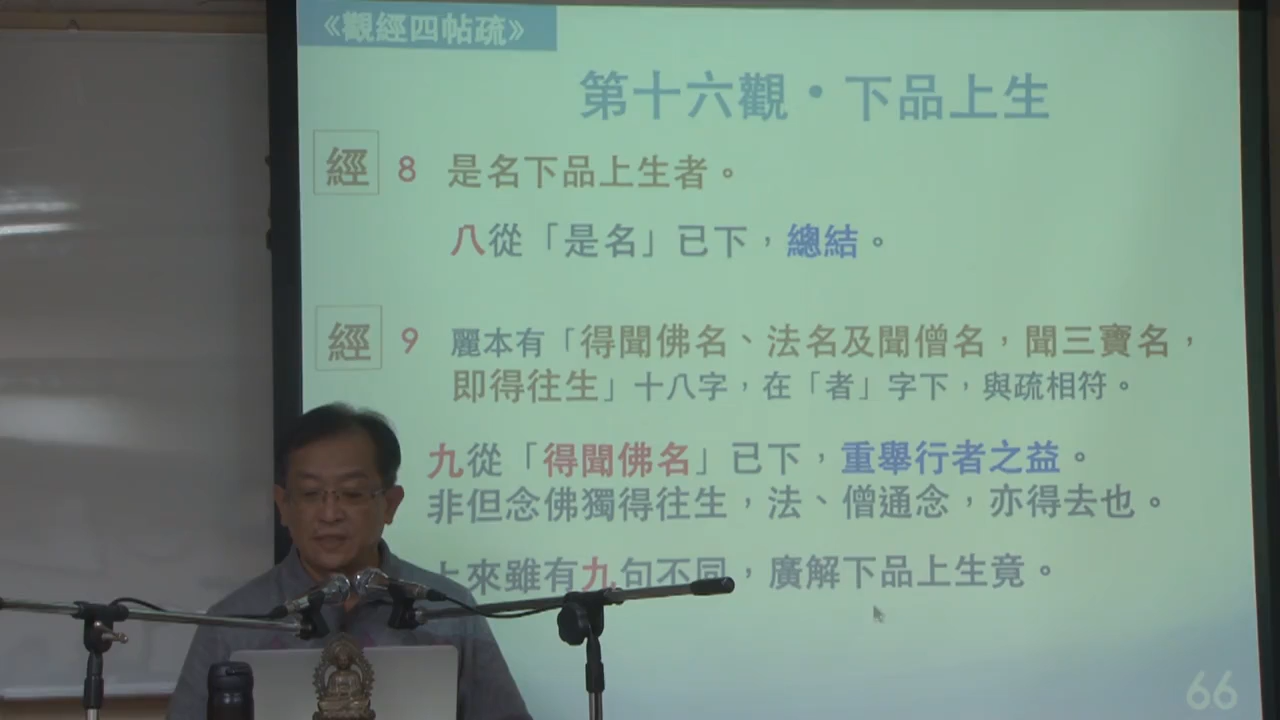 《觀經四帖疏》
第十六觀・下品上生
經 8 是名下品上生者。
八從「是名」已下，總結。
經 9 麗本有「得聞佛名、法名及聞僧名，聞三寶名，
即得往生」十八字，在「者」字下，與疏相符。
九從「得聞佛名」已下，重舉行者之益。
非但念佛獨得往生，法、僧通念，亦得去也。
上來雖有九句不同，廣解下品上生竟。
66